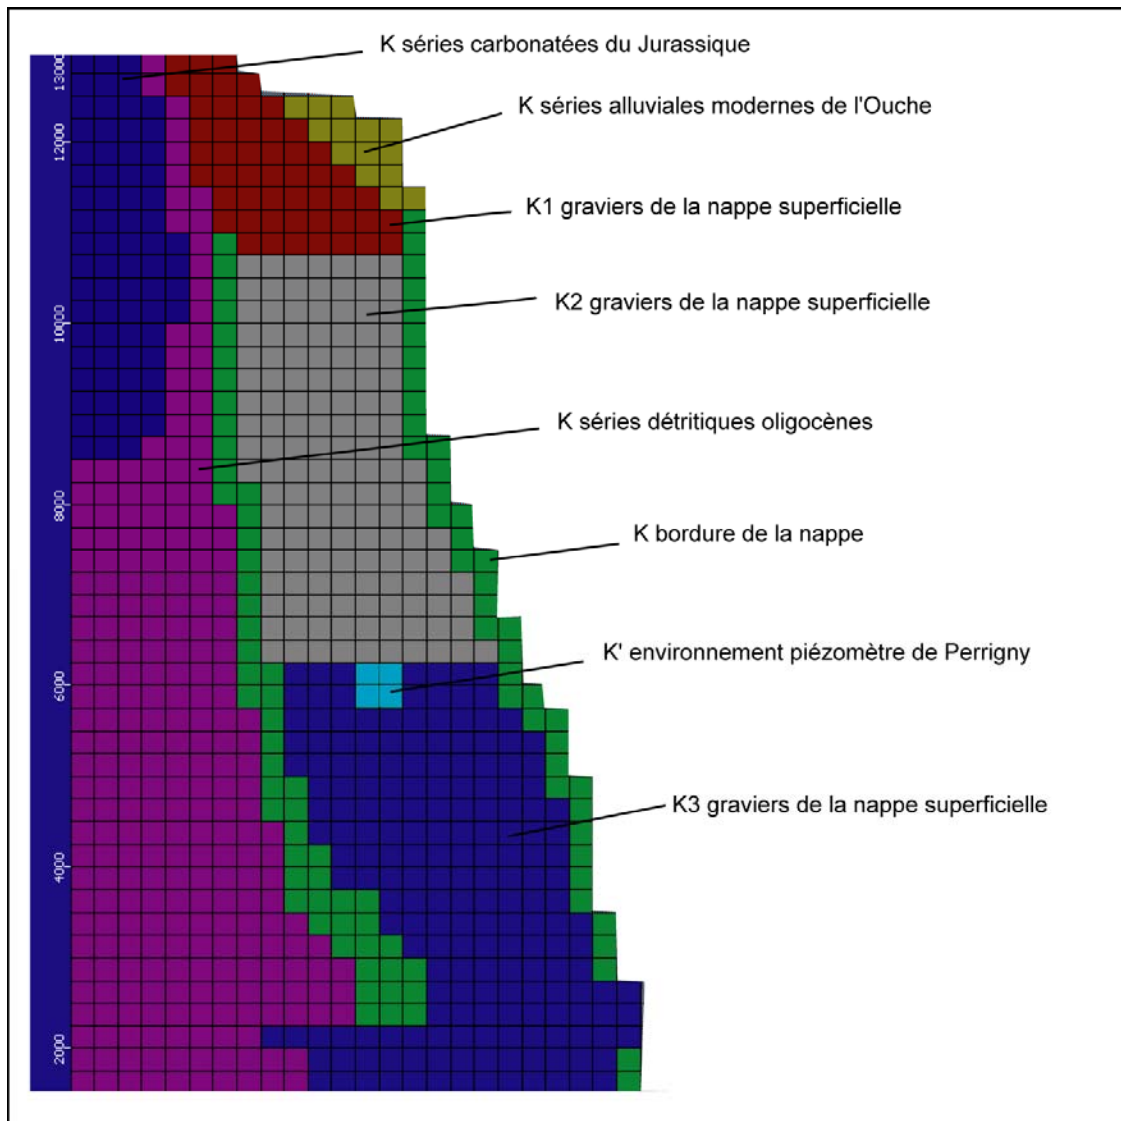 K séries carbonatées du Jurassique
13000
K séries alluviales modernes de l'Ouche
12000
K1 graviers de la nappe superficielle
K2 graviers de la nappe superficielle
10000
K séries détritiques oligocènes
8000
K bordure de la nappe
K' environnement piézomètre de Perrigny
6000
K3 graviers de la nappe superficielle
4000
2000